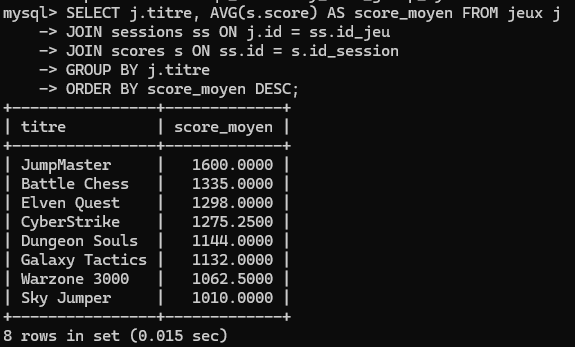 mysql> SELECT j.titre, AVG(s.score) AS score_moyen FROM jeux j
    -> JOIN sessions ss ON j.id = ss.id_jeu
    -> JOIN scores s ON ss.id = s.id_session
    -> GROUP BY j.titre
    -> ORDER BY score_moyen DESC;
+----------------+-------------+
| titre          | score_moyen |
+----------------+-------------+
| JumpMaster     |   1600.0000 |
| Battle Chess   |   1335.0000 |
| Elven Quest    |   1298.0000 |
| CyberStrike    |   1275.2500 |
| Dungeon Souls  |   1144.0000 |
| Galaxy Tactics |   1132.0000 |
| Warzone 3000   |   1062.5000 |
| Sky Jumper     |   1010.0000 |
+----------------+-------------+
8 rows in set (0.015 sec)